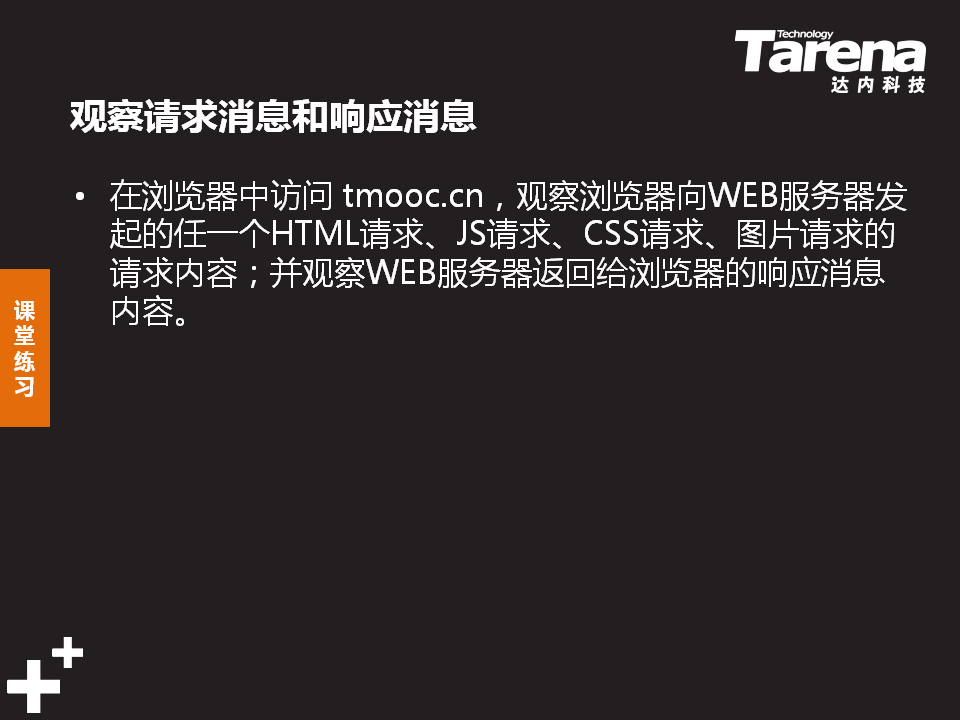 Technology
Tarena
达内科技
观察请求消息和响应消息
• 在浏览器中访问 tmooc.cn，观察浏览器向WEB服务器发
起的任一个HTML请求、JS请求、CSS请求、图片请求的
请求内容；并观察WEB服务器返回给浏览器的响应消息
内容。
课
堂
练
习